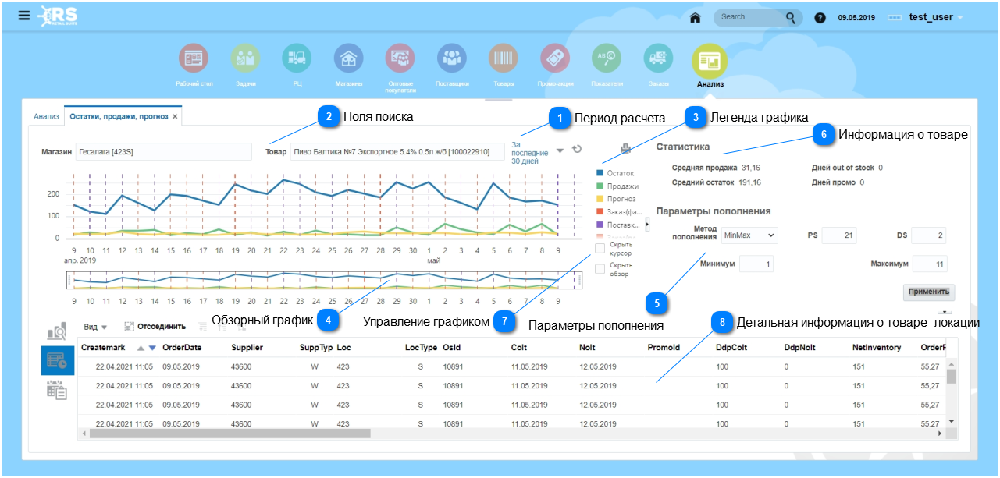 RS
RETAIL SUITE
Search
?
09.05.2019
test_user
Рабочий стол
Задачи
РЦ
Магазины
Оптовые
покупатели
Поставщики
Товары
Промо-акции
Показатели
Заказы
Анализ
Анализ
Остатки, продажи, прогноз ×
2 Поля поиска
1 Период расчета
3 Легенда графика
6 Информация о товаре
Магазин Гесалага [423S]
Товар Пиво Балтика №7 Экспортное 5.4% 0.5л ж/б [100022910]
За
последние
30 дней
Статистика
Средняя продажа 31,16
Дней out of stock 0
Средний остаток 191,16
Дней промо 0
Остаток
Продажи
Прогноз
Заказ(фа...
Поставк...
Скрыть
курсор
Скрыть
обзор
200
100
0
9 10 11 12 13 14 15 16 17 18 19 20 21 22 23 24 25 26 27 28 29 30 1 2 3 4 5 6 7 8 9
апр. 2019
май
9 10 11 12 13 14 15 16 17 18 19 20 21 22 23 24 25 26 27 28 29 30 1 2 3 4 5 6 7 8 9
Параметры пополнения
Метод
пополнения MinMax
PS 21
DS 2
Минимум 1
Максимум 11
Применить
Обзорный график 4
Управление графиком 7
5
Параметры пополнения
8 Детальная информация о товаре- локации
Вид
Отсоединить
Createmark OrderDate Supplier SuppTyp Loc LocType OsId Colt Nolt PromoId DdpColt DdpNolt NetInventory OrderP
22.04.2021 11:05 09.05.2019 43600 W 423 S 10891 11.05.2019 12.05.2019 100 0 151 55,27
22.04.2021 11:05 09.05.2019 43600 W 423 S 10891 11.05.2019 12.05.2019 100 0 151 55,27
22.04.2021 11:05 09.05.2019 43600 W 423 S 10891 11.05.2019 12.05.2019 100 0 151 55,27
22.04.2021 11:05 09.05.2019 43600 W 423 S 10891 11.05.2019 12.05.2019 100 0 151 55,27